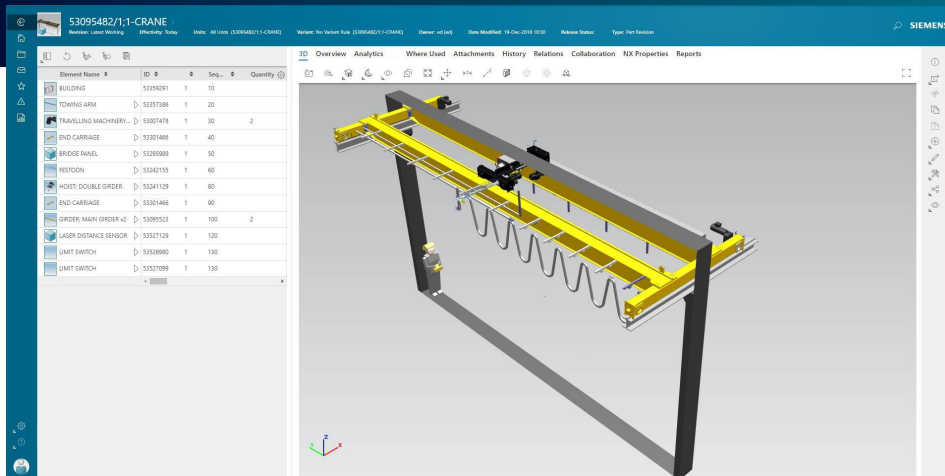 53095482/1;1-CRANE >
Revision: Latest Working Effectivity: Today Units: All Units (53095482/1;1-CRANE) Variant: No Variant Rule (53095482/1;1-CRANE) Owner: ed (ed) Date Modified: 19-Dec-2018 10:30 Release Status: Type: Part Revision
SIEMENS
3D Overview Analytics Where Used Attachments History Relations Collaboration NX Properties Reports
Element Name ID Seq... Quantity
BUILDING 53359291 1 10
TOWING ARM 53357386 1 20
TRAVELLING MACHINERY... 53007478 1 30 2
END CARRIAGE 53301466 1 40
BRIDGE PANEL 53295989 1 50
FESTOON 53242155 1 60
HOIST; DOUBLE GIRDER 53241129 1 80
END CARRIAGE 53301466 1 90
GIRDER; MAIN GIRDER x2 53095523 1 100 2
LASER DISTANCE SENSOR 53527129 1 120
LIMIT SWITCH 53526980 1 130
LIMIT SWITCH 53527099 1 130
Z
Y X